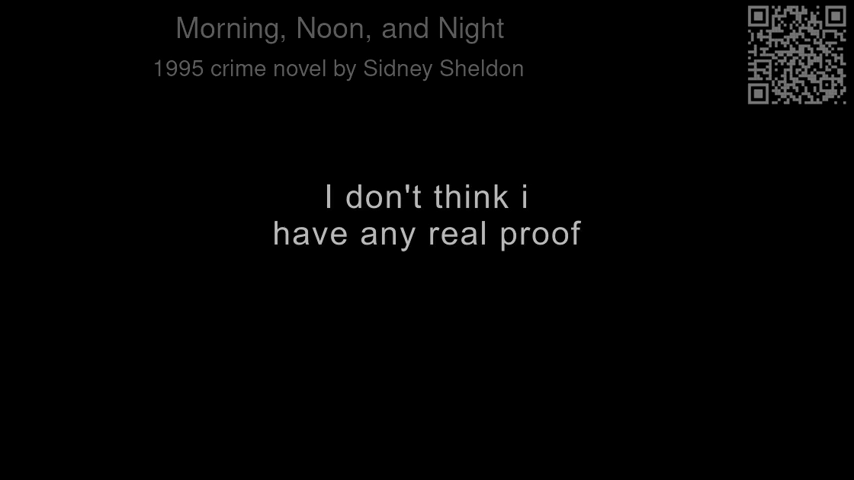 Morning, Noon, and Night
1995 crime novel by Sidney Sheldon
I don't think i
have any real proof